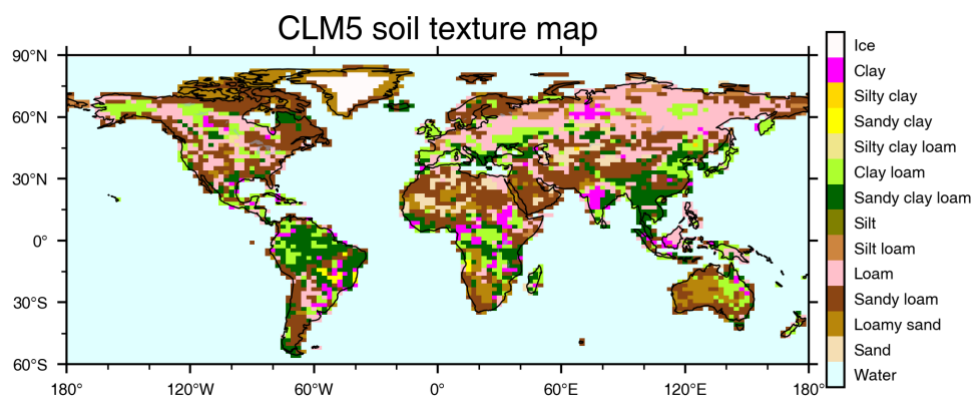 CLM5 soil texture map
90°N
60°N
30°N
0°
30°S
60°S
180°
120°W
60°W
0°
60°E
120°E
180°
Ice
Clay
Silty clay
Sandy clay
Silty clay loam
Clay loam
Sandy clay loam
Silt
Silt loam
Loam
Sandy loam
Loamy sand
Sand
Water